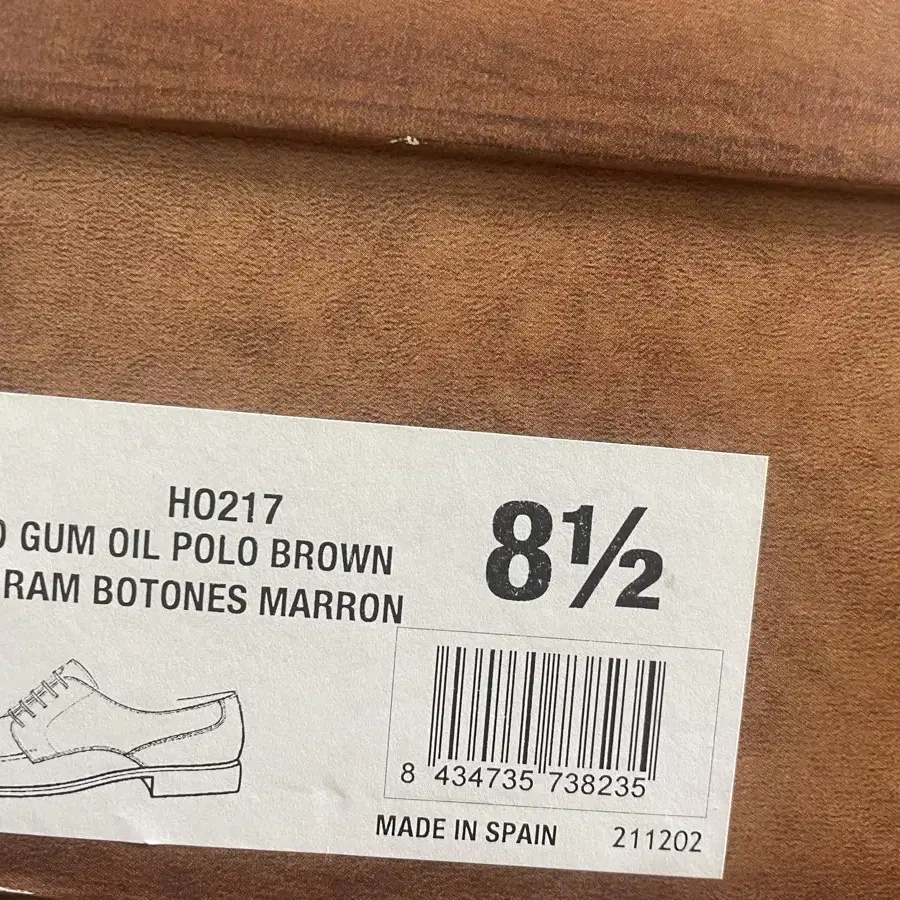 H0217
GUM OIL POLO BROWN
RAM BOTONES MARRON
8½
8 434735 738235
MADE IN SPAIN 211202